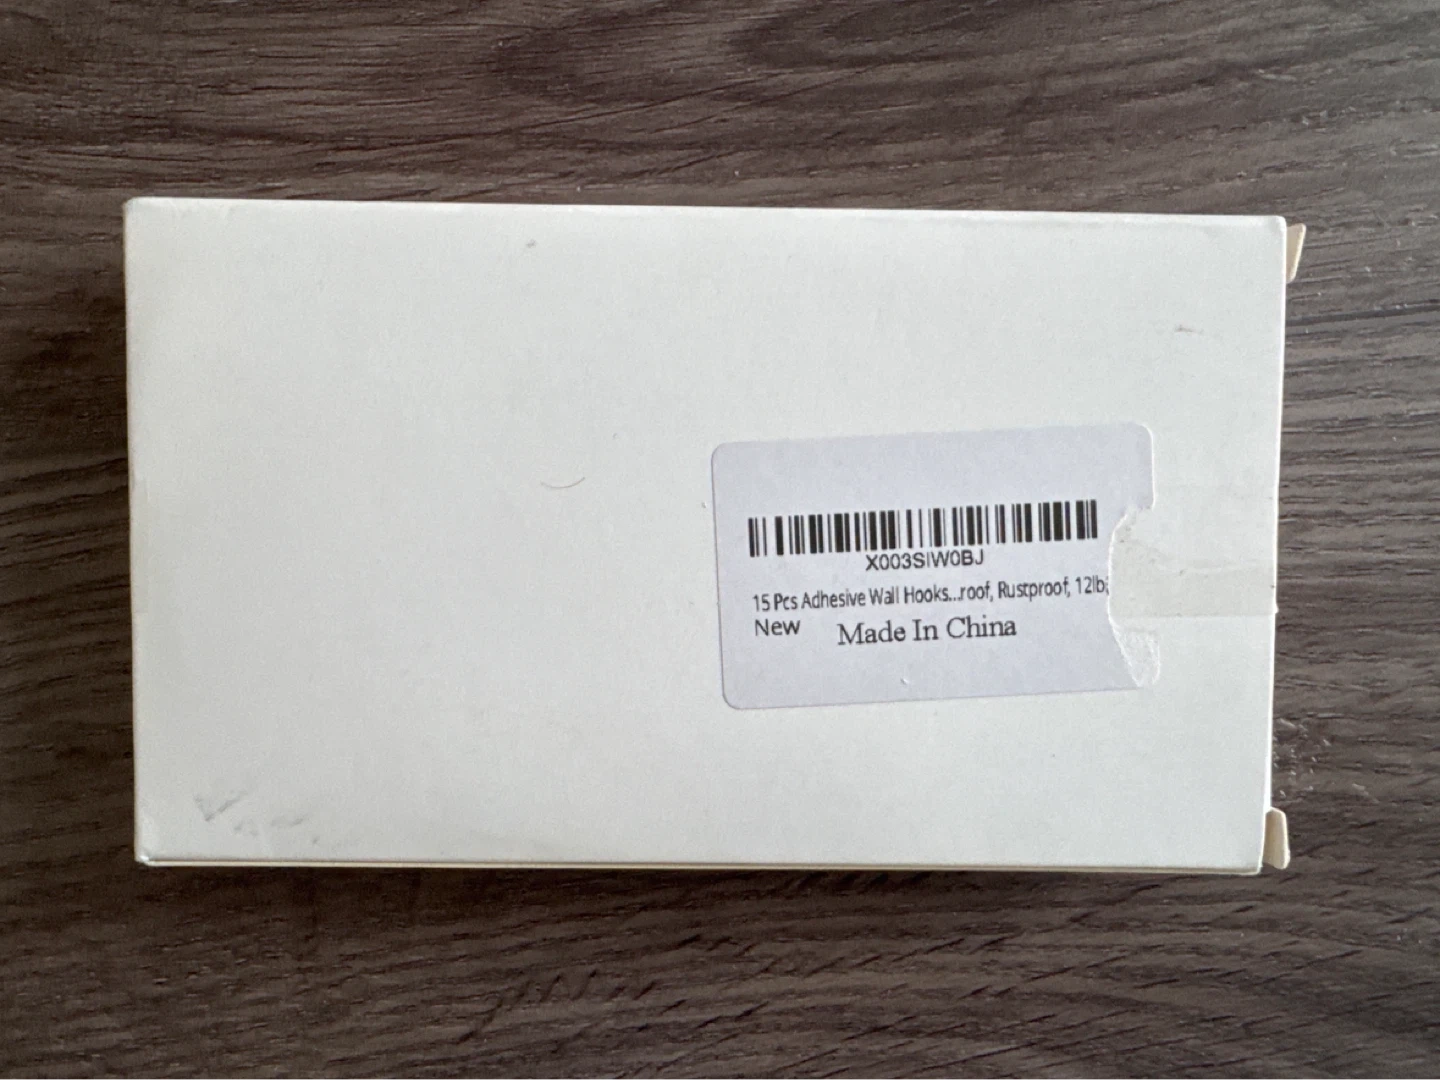 X003SIW0BJ
15 Pcs Adhesive Wall Hooks...roof, Rustproof, 12lb
New Made In China